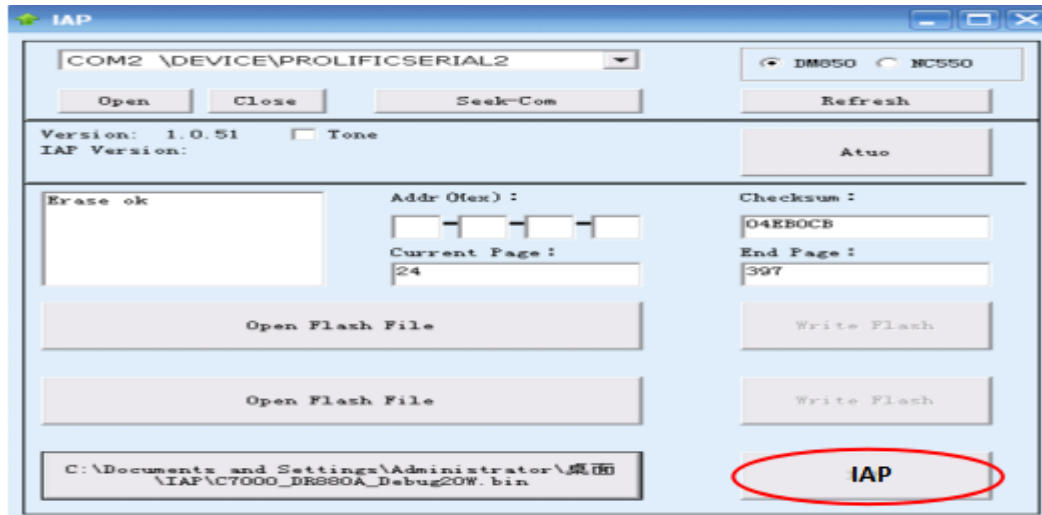 IAP
COM2 \DEVICE\PROLIFICSERIAL2
DM850 NC550
Open Close Seek-Com Refresh
Version: 1.0.51 Tone
IAP Version:
Atuo
Erase ok
Addr(Hex):
Checksum:
04EB0CB
Current Page:
End Page:
24
397
Open Flash File Write Flash
Open Flash File Write Flash
C:\Documents and Settings\Administrator\桌面
\IAP\C7000_DR880A_Debug20W.bin
IAP